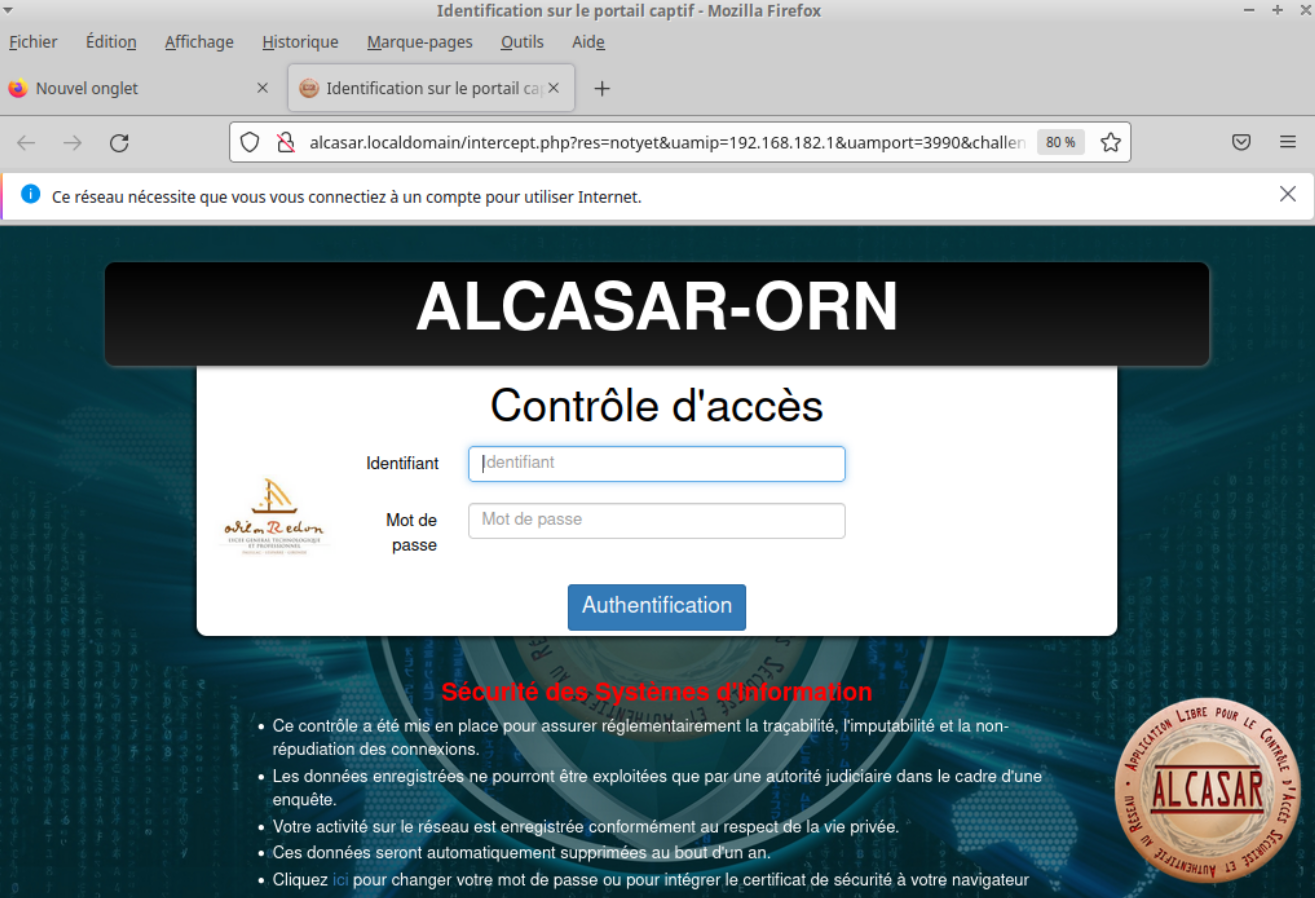 Identification sur le portail captif - Mozilla Firefox
Fichier Édition Affichage Historique Marque-pages Outils Aide
Nouvel onglet
Identification sur le portail cap
alcasar.localdomain/intercept.php?res=notyet&uamip=192.168.182.1&uamport=3990&challen 80 %
Ce réseau nécessite que vous vous connectiez à un compte pour utiliser Internet.
ALCASAR-ORN
Contrôle d'accès
Identifiant Identifiant
Mot de passe
Mot de
passe
odilon Redon
LYCEE GENERAL TECHNOLOGIQUE
ET PROFESSIONNEL
Authentification
Sécurité des Systèmes d'Information
• Ce contrôle a été mis en place pour assurer réglementairement la traçabilité, l'imputabilité et la non-
répudiation des connexions.
• Les données enregistrées ne pourront être exploitées que par une autorité judiciaire dans le cadre d'une
enquête.
• Votre activité sur le réseau est enregistrée conformément au respect de la vie privée.
• Ces données seront automatiquement supprimées au bout d'un an.
• Cliquez ici pour changer votre mot de passe ou pour intégrer le certificat de sécurité à votre navigateur
APPLICATION LIBRE POUR LE CONTRÔLE D'ACCÈS SÉCURISÉ ET AUTHENTIFIÉ AU RÉSEAU
ALCASAR